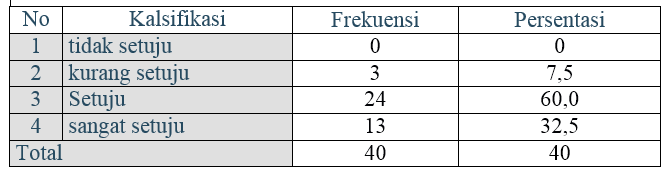 No Kalsifikasi Frekuensi Persentasi
1 tidak setuju 0 0
2 kurang setuju 3 7,5
3 Setuju 24 60,0
4 sangat setuju 13 32,5
Total 40 40